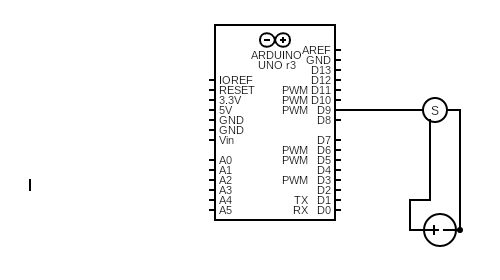 ARDUINO
UNO r3
AREF
GND
D13
IOREF D12
RESET PWM D11
3.3V PWM D10
5V PWM D9
GND D8
GND
Vin D7
PWM D6
A0 PWM D5
A1 D4
A2 PWM D3
A3 D2
A4 TX D1
A5 RX D0
S